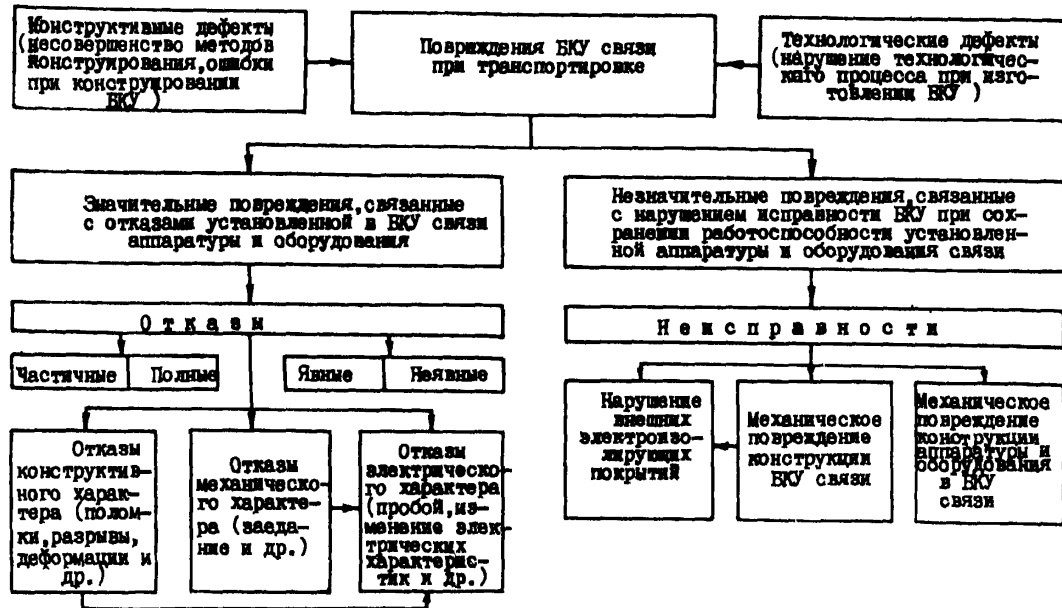 Конструктивные дефекты
(несовершенство методов
конструирования, ошибки
при конструировании
БКУ )
Повреждения БКУ связи
при транспортировке
Технологические дефекты
(нарушение технологичес-
каго процесса при изго-
товлении БКУ )
Значительные повреждения, связанные
с отказами установленной в БКУ связи
аппаратуры и оборудования
Незначительные повреждения, связанные
с нарушением исправности БКУ при сох-
ранении работоспособности установлен-
ной аппаратуры и оборудования связи
Отказы
Неисправности
Частичные
Полные
Явные
Неявные
Отказы
конструктив-
ного харак-
тера (полом-
ки, разрывы,
деформации и
др.)
Отказы
механическо-
го характе-
ра (заеда-
ние и др.)
Отказы
электрическо-
го характера
(пробой, из-
менение элек-
трических
характерис-
тик и др.)
Нарушение
внешних
электроизо-
лирующих
покрытий
Механическое
повреждение
конструкции
БКУ связи
Механическое
повреждение
конструкции
аппаратуры и
оборудования
в БКУ
связи